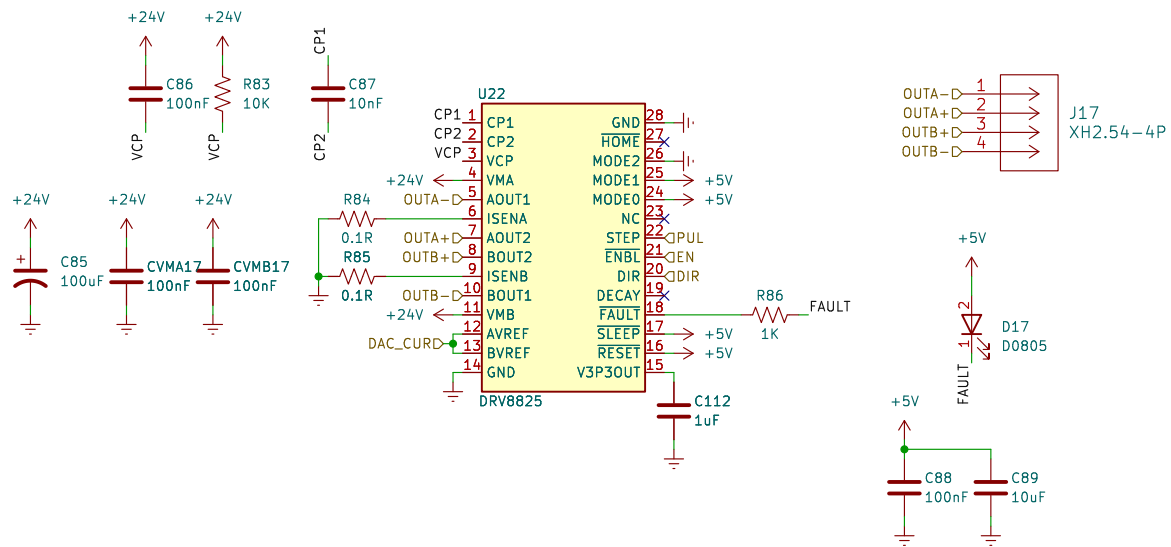 +24V
+24V
C86
100nF
VCP
R83
10K
VCP
CP1
C87
10nF
CP2
+24V
+
C85
100uF
+24V
CVMA17
100nF
+24V
CVMB17
100nF
U22
CP1 1 CP1
CP2 2 CP2
VCP 3 VCP
+24V 4 VMA
OUTA- 5 AOUT1
R84
0.1R
6 ISENA
OUTA+ 7 AOUT2
OUTB+ 8 BOUT2
R85
0.1R
9 ISENB
OUTB- 10 BOUT1
+24V 11 VMB
12 AVREF
DAC_CUR
13 BVREF
14 GND
GND 28
HOME 27
MODE2 26
MODE1 25 +5V
MODE0 24 +5V
NC 23
STEP 22 PUL
ENBL 21 EN
DIR 20 DIR
DECAY 19
FAULT 18
R86
1K
FAULT
SLEEP 17 +5V
RESET 16 +5V
V3P3OUT 15
DRV8825
C112
1uF
OUTA- 1
OUTA+ 2
OUTB+ 3
OUTB- 4
J17
XH2.54-4P
+5V
2
1
D17
D0805
FAULT
+5V
C88
100nF
C89
10uF